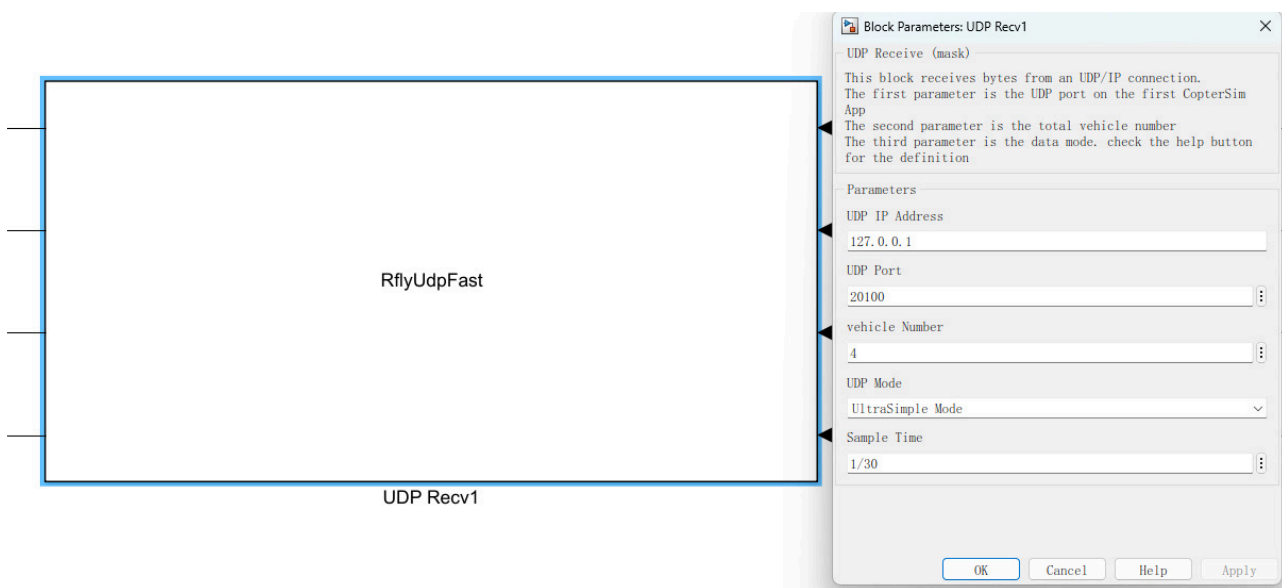 RflyUdpFast
UDP Recv1
Block Parameters: UDP Recv1
UDP Receive (mask)
This block receives bytes from an UDP/IP connection.
The first parameter is the UDP port on the first CopterSim
App
The second parameter is the total vehicle number
The third parameter is the data mode. check the help button
for the definition
Parameters
UDP IP Address
127.0.0.1
UDP Port
20100
vehicle Number
4
UDP Mode
UltraSimple Mode
Sample Time
1/30
OK Cancel Help Apply